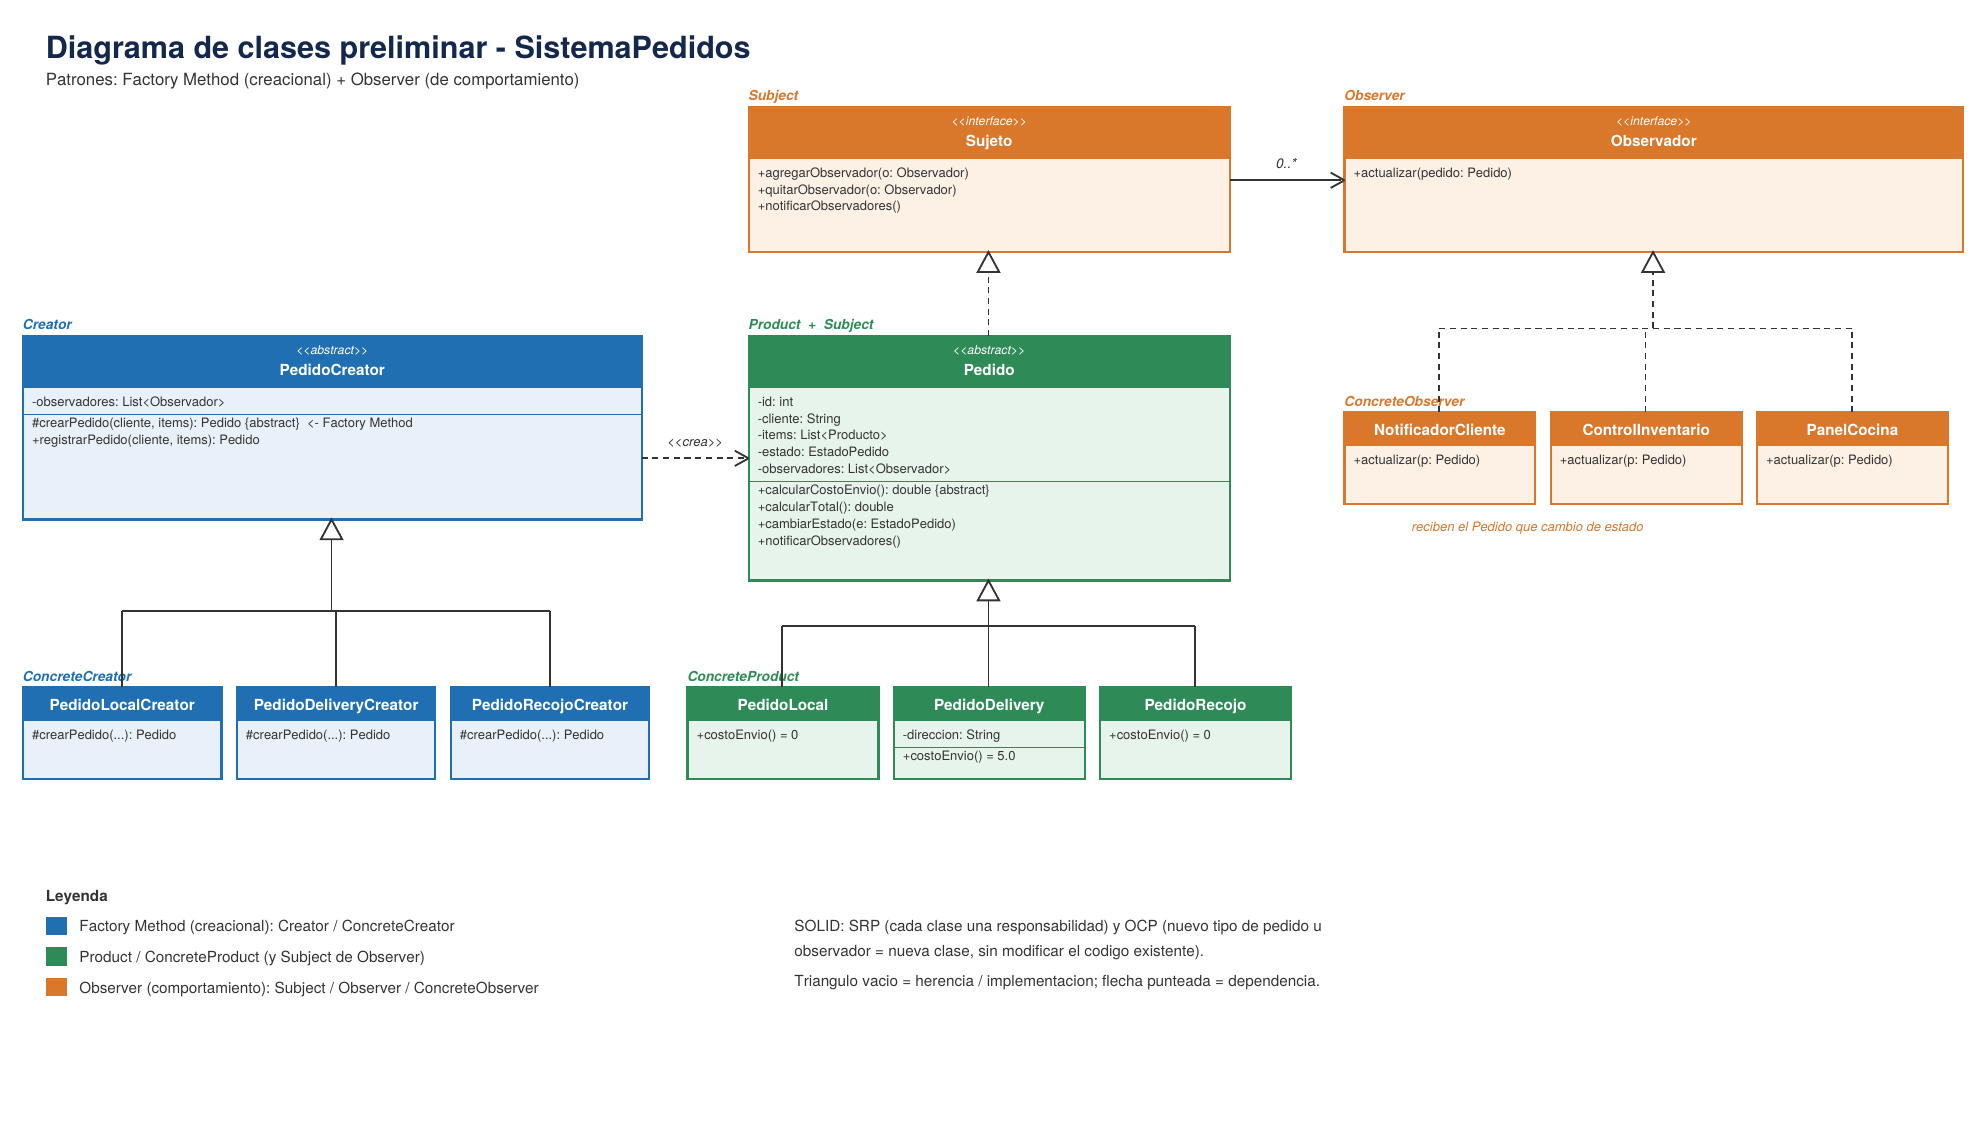 Diagrama de clases preliminar - SistemaPedidos
Patrones: Factory Method (creacional) + Observer (de comportamiento)
Subject
<<interface>>
Sujeto
+agregarObservador(o: Observador)
+quitarObservador(o: Observador)
+notificarObservadores()
0..*
Observer
<<interface>>
Observador
+actualizar(pedido: Pedido)
Creator
<<abstract>>
PedidoCreator
-observadores: List<Observador>
#crearPedido(cliente, items): Pedido {abstract}  <- Factory Method
+registrarPedido(cliente, items): Pedido
<<crea>>
Product + Subject
<<abstract>>
Pedido
-id: int
-cliente: String
-items: List<Producto>
-estado: EstadoPedido
-observadores: List<Observador>
+calcularCostoEnvio(): double {abstract}
+calcularTotal(): double
+cambiarEstado(e: EstadoPedido)
+notificarObservadores()
ConcreteObserver
NotificadorCliente
+actualizar(p: Pedido)
ControlInventario
+actualizar(p: Pedido)
PanelCocina
+actualizar(p: Pedido)
reciben el Pedido que cambio de estado
ConcreteCreator
PedidoLocalCreator
#crearPedido(...): Pedido
PedidoDeliveryCreator
#crearPedido(...): Pedido
PedidoRecojoCreator
#crearPedido(...): Pedido
ConcreteProduct
PedidoLocal
+costoEnvio() = 0
PedidoDelivery
-direccion: String
+costoEnvio() = 5.0
PedidoRecojo
+costoEnvio() = 0
Leyenda
Factory Method (creacional): Creator / ConcreteCreator
Product / ConcreteProduct (y Subject de Observer)
Observer (comportamiento): Subject / Observer / ConcreteObserver
SOLID: SRP (cada clase una responsabilidad) y OCP (nuevo tipo de pedido u
observador = nueva clase, sin modificar el codigo existente).
Triangulo vacio = herencia / implementacion; flecha punteada = dependencia.